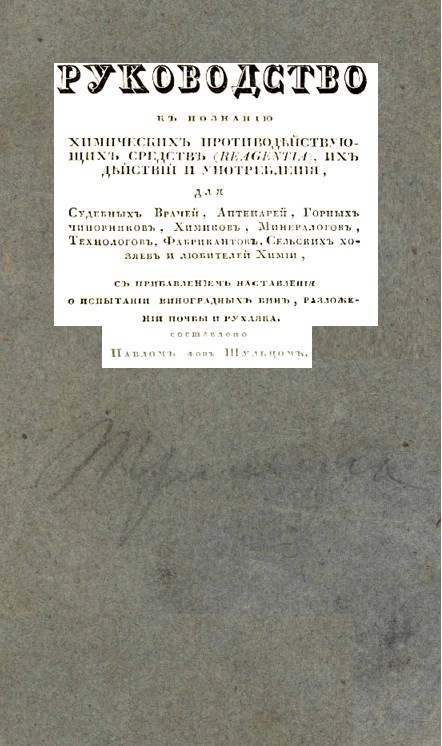 РУКОВОДСТВО
КЪ ПОЗНАНІЮ
ХИМИЧЕСКИХЪ ПРОТИВОДѢЙСТВУЮ-
ЩИХЪ СРЕДСТВЪ (REAGENTIA), ИХЪ
ДѢЙСТВІЙ И УПОТРЕБЛЕНІЯ,
ДЛЯ
Судебныхъ Врачей, Аптекарей, Горныхъ
чиновниковъ, Химиковъ, Минералоговъ,
Технологовъ, Фабрикантовъ, Сельскихъ хо-
зяевъ и любителей Химіи,
СЪ ПРИБАВЛЕНІЕМЪ НАСТАВЛЕНІЯ
О ИСПЫТАНІИ ВИНОГРАДНЫХЪ ВИНЪ, РАЗЛОЖЕ-
НІИ ПОЧВЫ И РУХЛЯКА.
СОСТАВЛЕНО
Павломъ фонъ Шульцомъ.